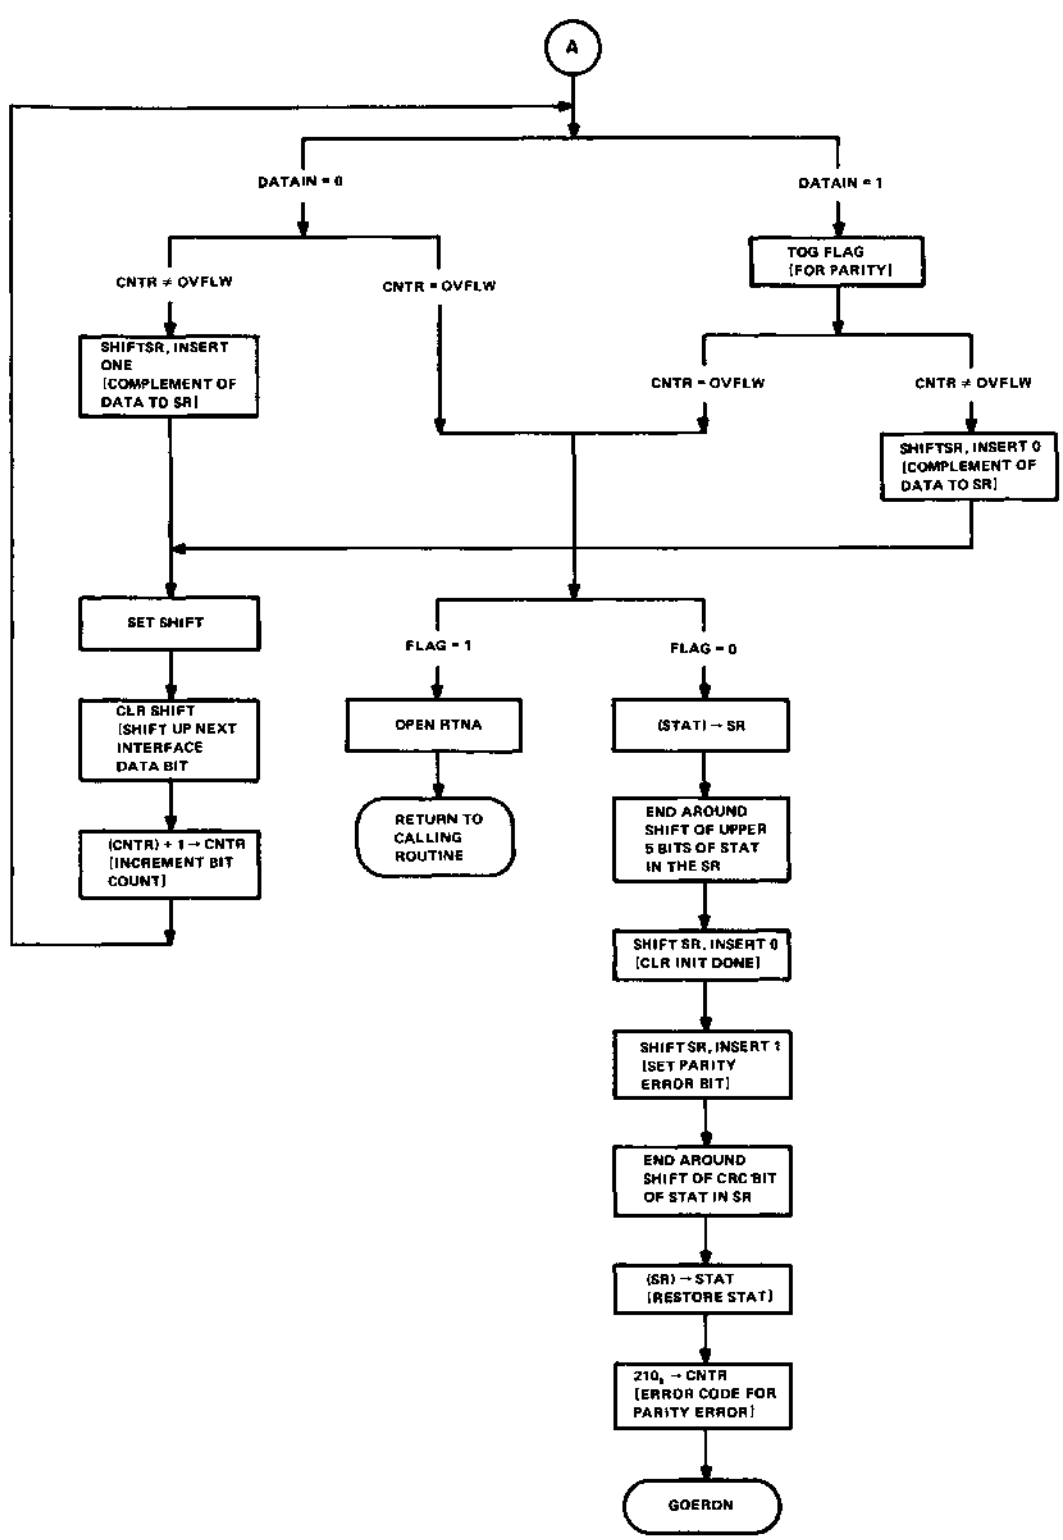 A
DATAIN = 0
DATAIN = 1
TOG FLAG
[FOR PARITY]
CNTR ≠ OVFLW
CNTR = OVFLW
SHIFTSR, INSERT
ONE
[COMPLEMENT OF
DATA TO SR]
CNTR = OVFLW
CNTR ≠ OVFLW
SHIFTSR, INSERT 0
[COMPLEMENT OF
DATA TO SR]
SET SHIFT
FLAG = 1
FLAG = 0
CLR SHIFT
[SHIFT UP NEXT
INTERFACE
DATA BIT
OPEN RTNA
(STAT) → SR
RETURN TO
CALLING
ROUTINE
END AROUND
SHIFT OF UPPER
5 BITS OF STAT
IN THE SR
(CNTR) + 1 → CNTR
[INCREMENT BIT
COUNT]
SHIFT SR, INSERT 0
[CLR INIT DONE]
SHIFTSR, INSERT 1
[SET PARITY
ERROR BIT]
END AROUND
SHIFT OF CRC BIT
OF STAT IN SR
(SR) → STAT
[RESTORE STAT]
210₈ → CNTR
[ERROR CODE FOR
PARITY ERROR]
GOERDN